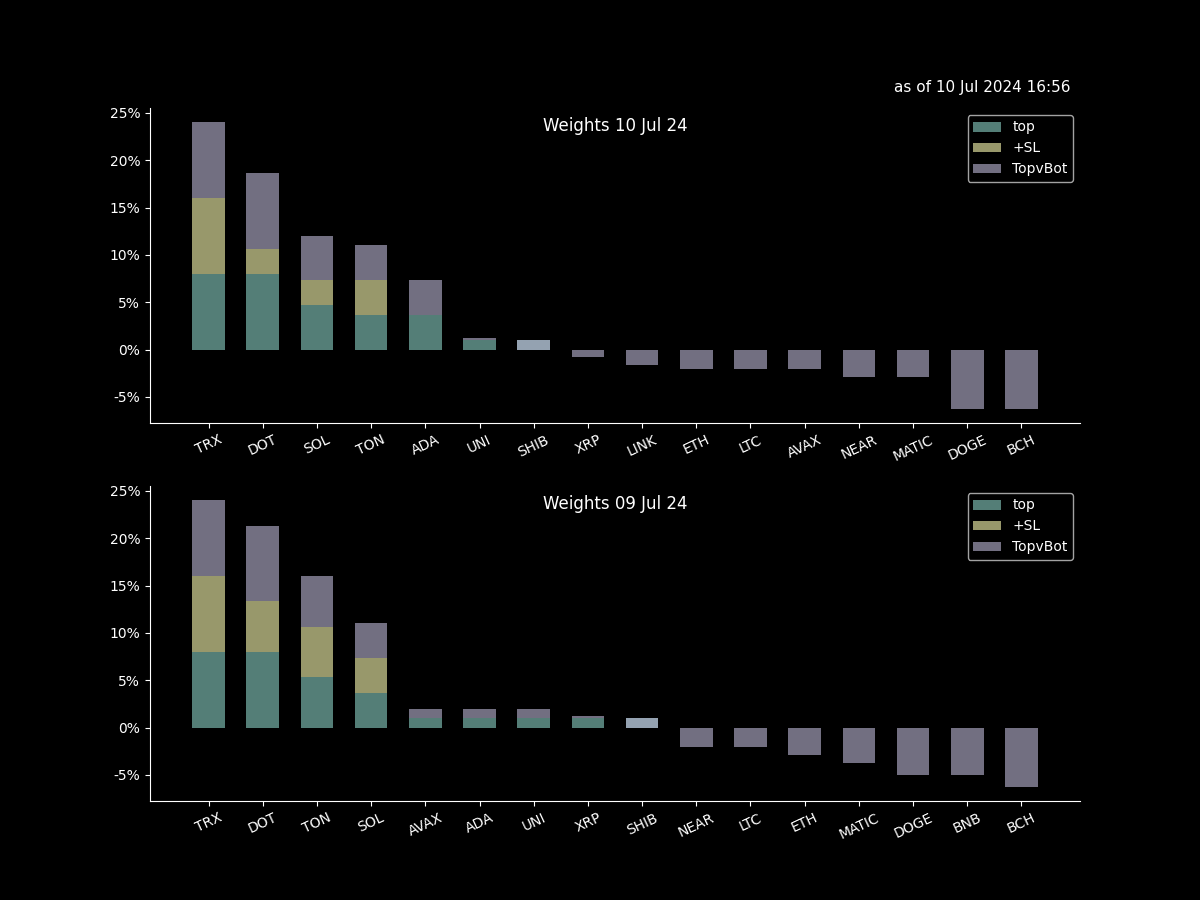 as of 10 Jul 2024 16:56
Weights 10 Jul 24
25%
20%
15%
10%
5%
0%
-5%
top
+SL
TopvBot
TRX DOT SOL TON ADA UNI SHIB XRP LINK ETH LTC AVAX NEAR MATIC DOGE BCH
Weights 09 Jul 24
25%
20%
15%
10%
5%
0%
-5%
top
+SL
TopvBot
TRX DOT TON SOL AVAX ADA UNI XRP SHIB NEAR LTC ETH MATIC DOGE BNB BCH